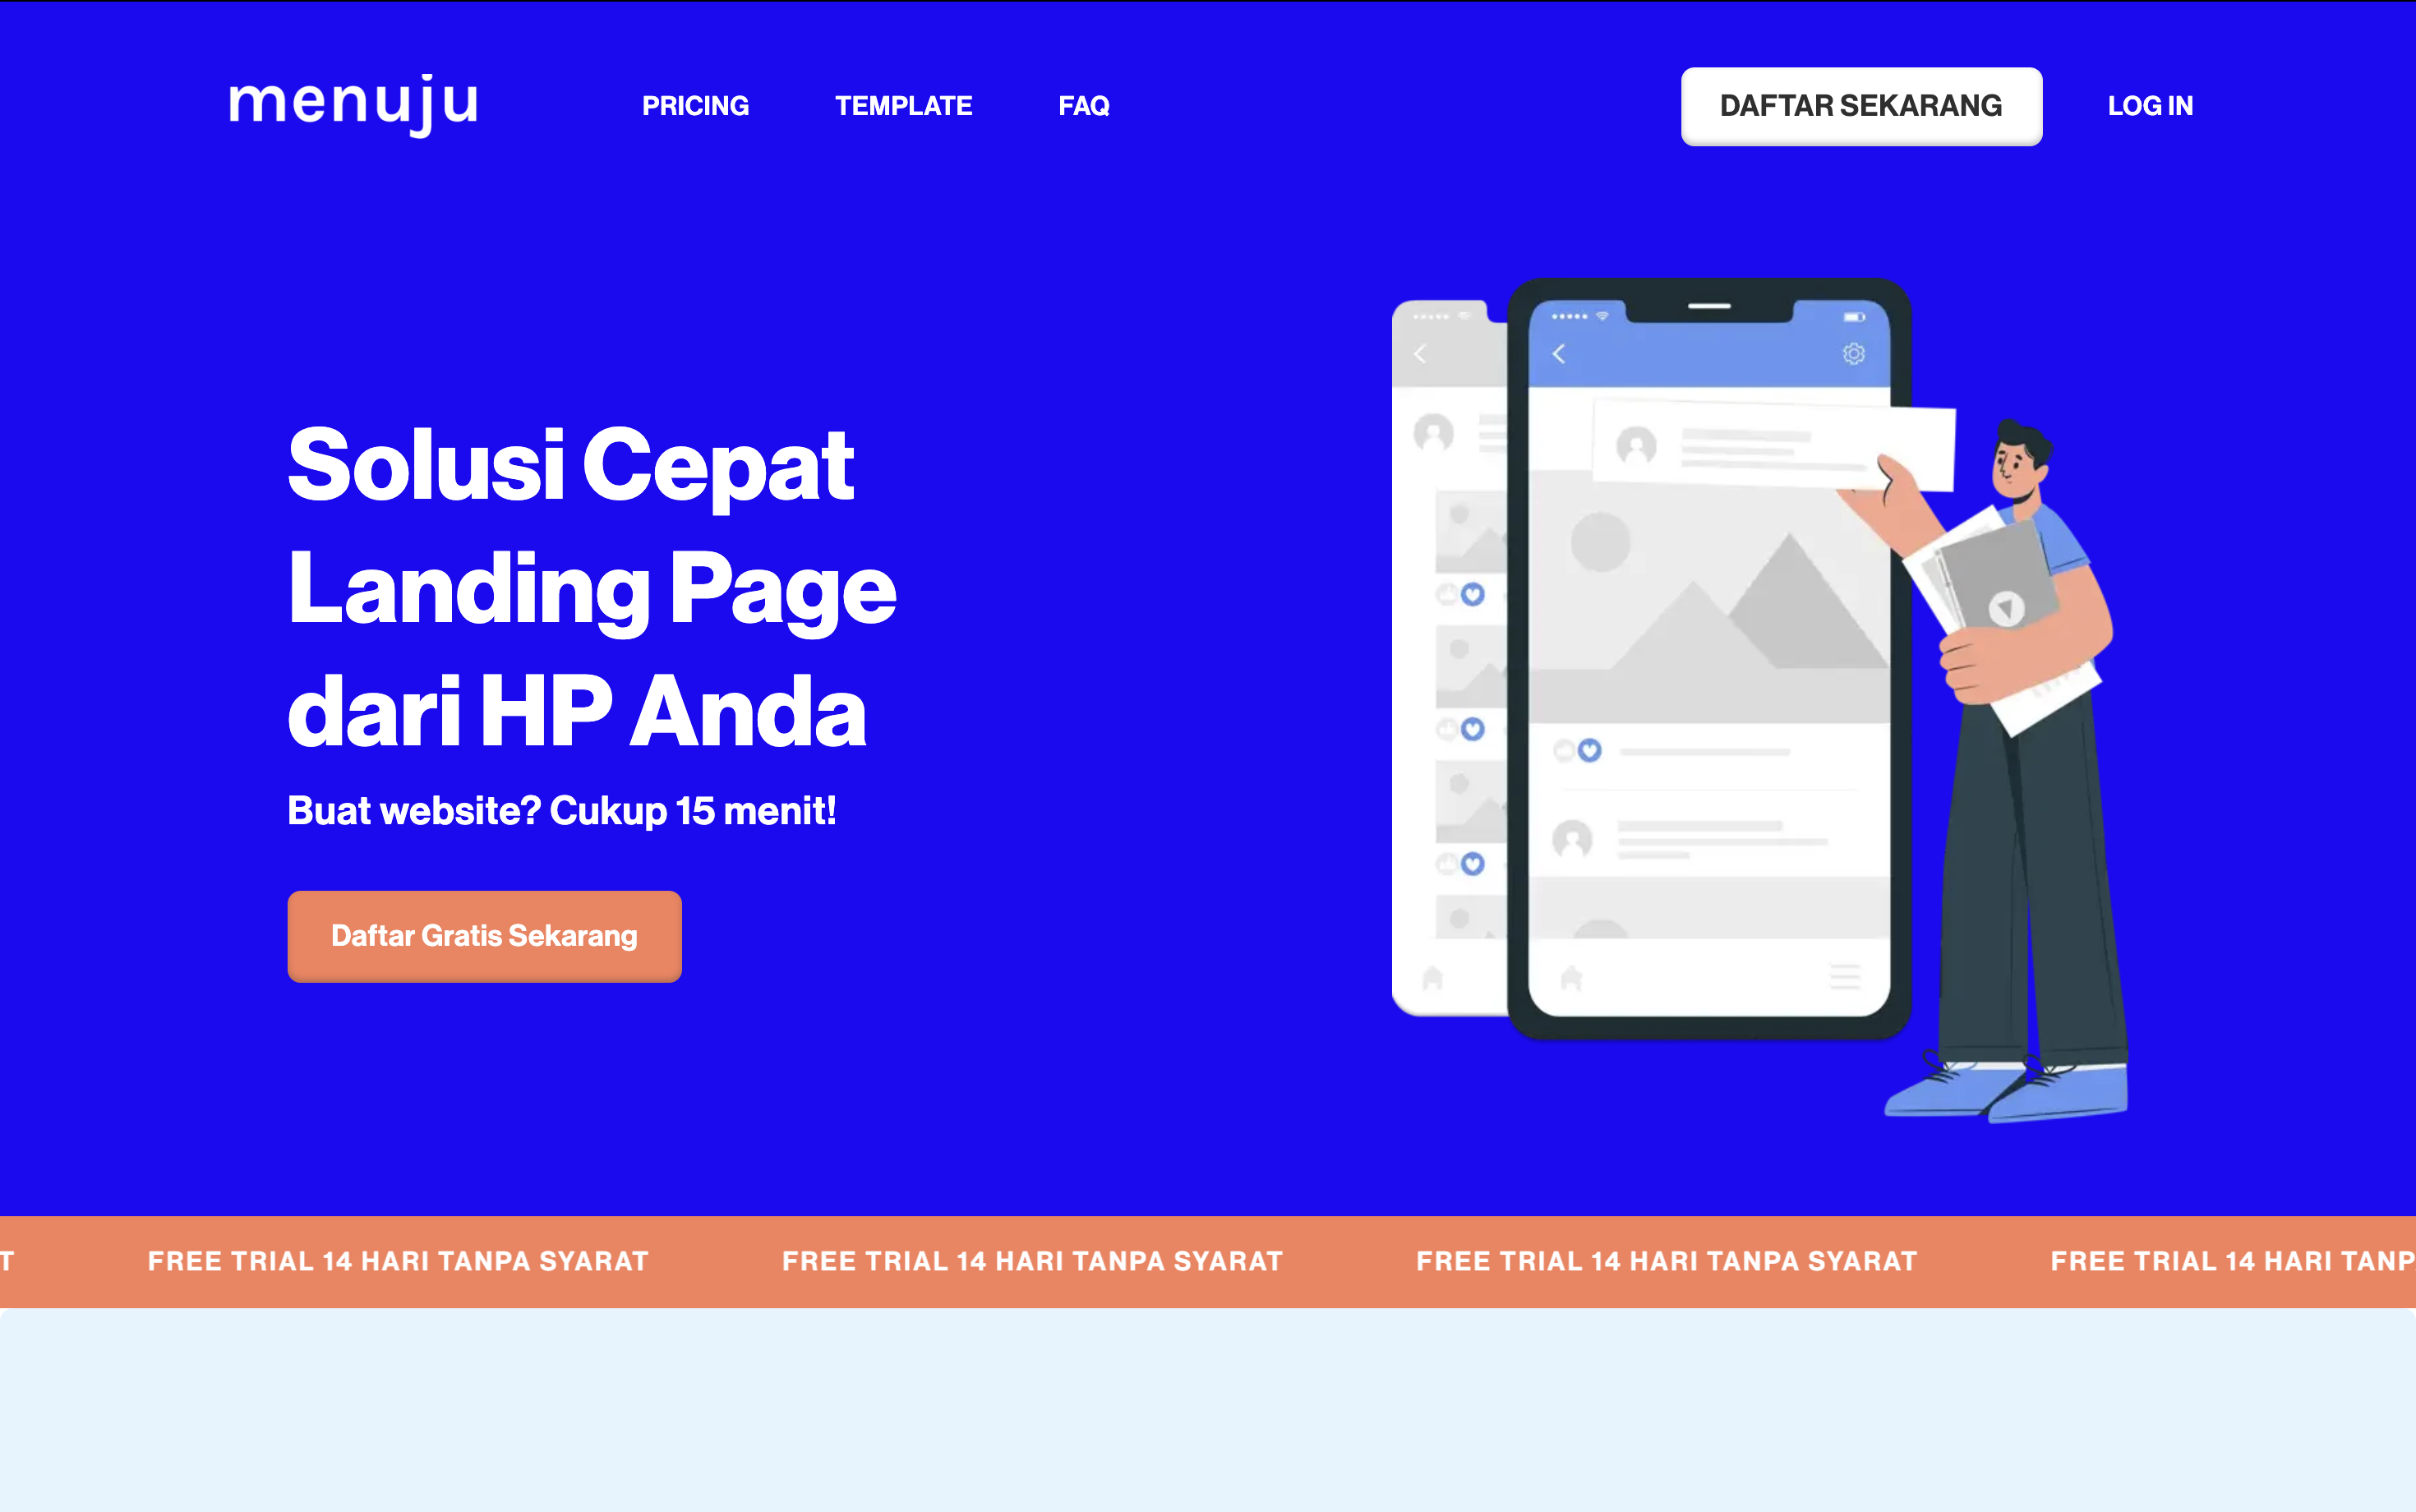 menuju
PRICING
TEMPLATE
FAQ
DAFTAR SEKARANG
LOG IN
Solusi Cepat
Landing Page
dari HP Anda
Buat website? Cukup 15 menit!
Daftar Gratis Sekarang
T FREE TRIAL 14 HARI TANPA SYARAT FREE TRIAL 14 HARI TANPA SYARAT FREE TRIAL 14 HARI TANPA SYARAT FREE TRIAL 14 HARI TANP